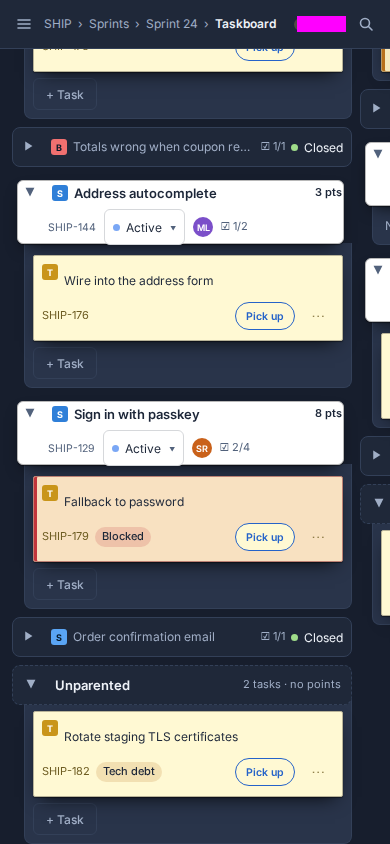 SHIP › Sprints › Sprint 24 › Taskboard
Pick up
+ Task
B Totals wrong when coupon re... ☑ 1/1 Closed
S Address autocomplete 3 pts
SHIP-144 Active ML ☑ 1/2
T Wire into the address form
SHIP-176 Pick up ...
+ Task
S Sign in with passkey 8 pts
SHIP-129 Active SR ☑ 2/4
T Fallback to password
SHIP-179 Blocked Pick up ...
+ Task
S Order confirmation email ☑ 1/1 Closed
Unparented 2 tasks · no points
T Rotate staging TLS certificates
SHIP-182 Tech debt Pick up ...
+ Task